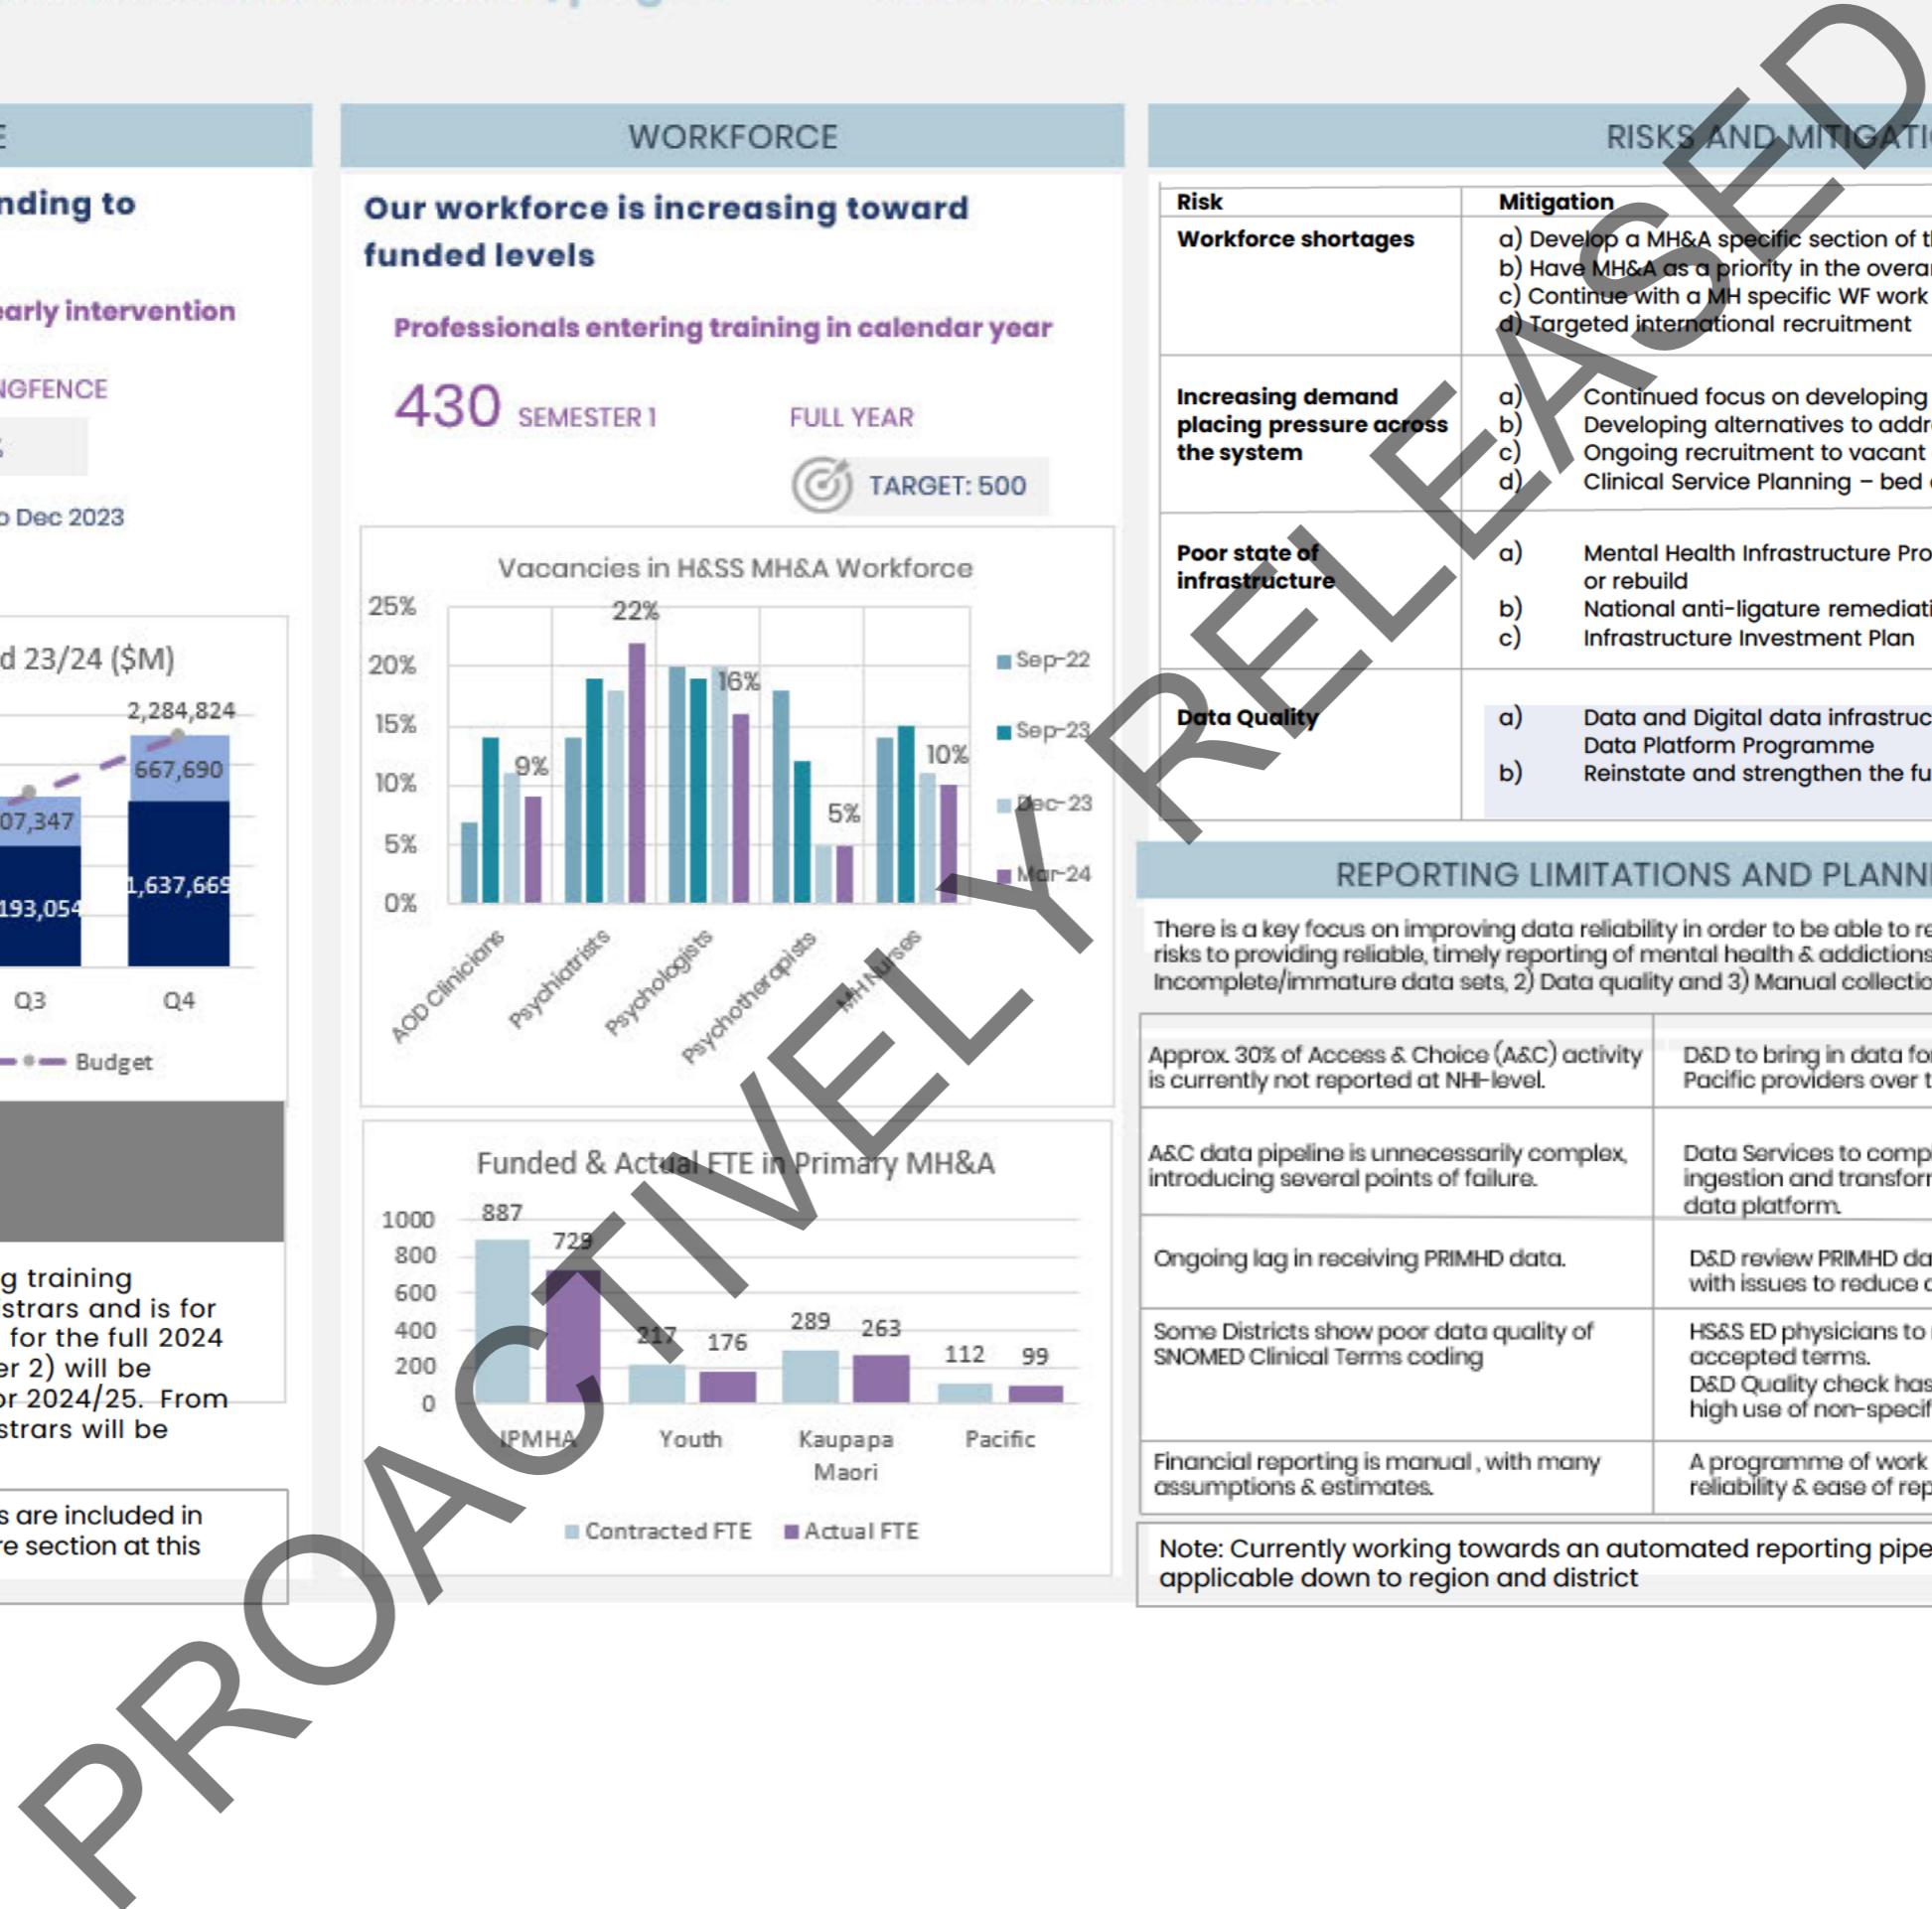 nding to
early intervention
NGFENCE
%
o Dec 2023
d 23/24 ($M)
2,284,824
667,690
07,347
1,637,669
193,054
Q3
Q4
Budget
g training
strars and is for
for the full 2024
er 2) will be
or 2024/25. From
strars will be
s are included in
re section at this
WORKFORCE
Our workforce is increasing toward
funded levels
Professionals entering training in calendar year
430 SEMESTER 1
FULL YEAR
TARGET: 500
Vacancies in H&SS MH&A Workforce
25%
20%
15%
10%
5%
0%
9%
22%
16%
5%
10%
Sep-22
Sep-23
Dec-23
Mar-24
AOD Clinicians
Psychiatrists
Psychologists
Psychotherapists
MH Nurses
Funded & Actual FTE in Primary MH&A
1000
800
600
400
200
0
887
729
217
176
289
263
112
99
IPMHA
Youth
Kaupapa
Maori
Pacific
Contracted FTE
Actual FTE
RISKS AND MITIGATI
Risk
Mitigation
Workforce shortages
a) Develop a MH&A specific section of t
b) Have MH&A as a priority in the overa
c) Continue with a MH specific WF work
d) Targeted international recruitment
Increasing demand
placing pressure across
the system
a) Continued focus on developing
b) Developing alternatives to addr
c) Ongoing recruitment to vacant
d) Clinical Service Planning – bed
Poor state of
infrastructure
a) Mental Health Infrastructure Pro
or rebuild
b) National anti-ligature remediati
c) Infrastructure Investment Plan
Data Quality
a) Data and Digital data infrastruc
Data Platform Programme
b) Reinstate and strengthen the fu
REPORTING LIMITATIONS AND PLANN
There is a key focus on improving data reliability in order to be able to re
risks to providing reliable, timely reporting of mental health & addictions
Incomplete/immature data sets, 2) Data quality and 3) Manual collectio
Approx. 30% of Access & Choice (A&C) activity
is currently not reported at NHI-level.
D&D to bring in data fo
Pacific providers over t
A&C data pipeline is unnecessarily complex,
introducing several points of failure.
Data Services to comp
ingestion and transfor
data platform.
Ongoing lag in receiving PRIMHD data.
D&D review PRIMHD da
with issues to reduce
Some Districts show poor data quality of
SNOMED Clinical Terms coding
HS&S ED physicians to
accepted terms.
D&D Quality check has
high use of non-specif
Financial reporting is manual , with many
assumptions & estimates.
A programme of work
reliability & ease of rep
Note: Currently working towards an automated reporting pipe
applicable down to region and district
PROACTIVELY RELEASED